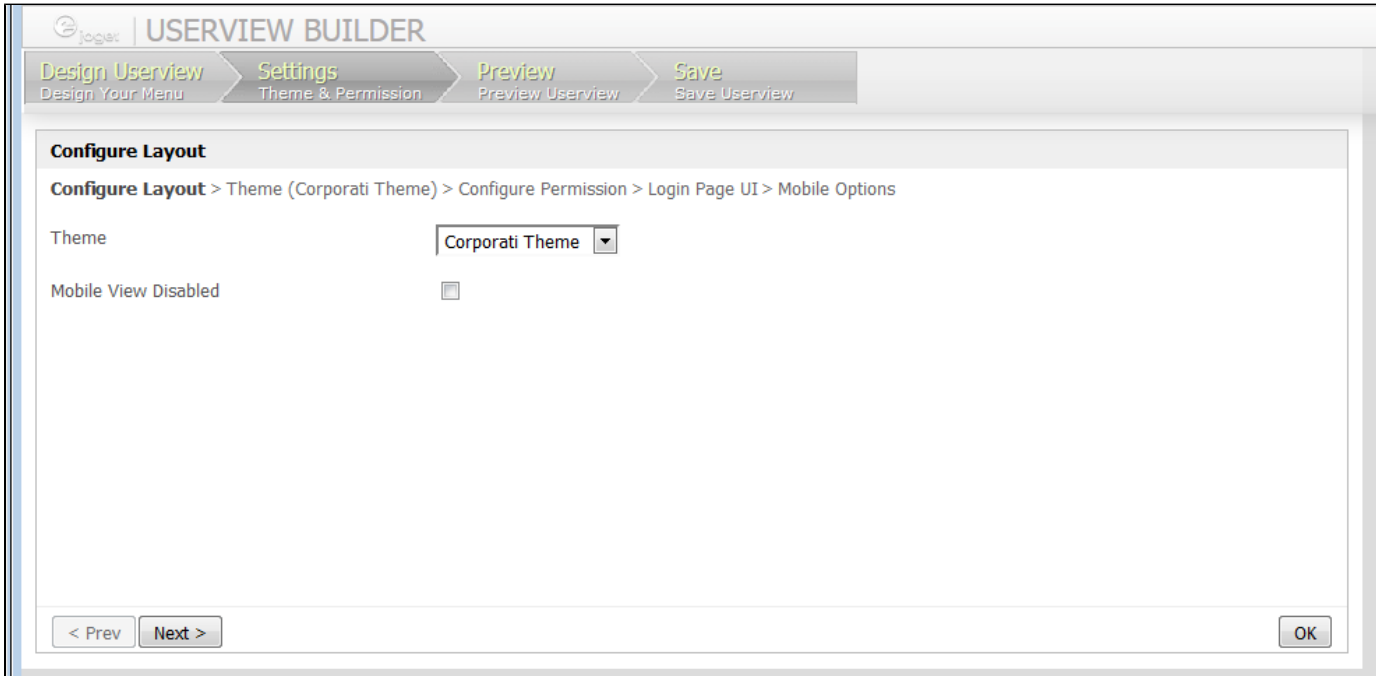 joget | USERVIEW BUILDER
Design Userview Settings Preview Save
Design Your Menu Theme & Permission Preview Userview Save Userview
Configure Layout
Configure Layout > Theme (Corporati Theme) > Configure Permission > Login Page UI > Mobile Options
Theme Corporati Theme
Mobile View Disabled
< Prev Next > OK